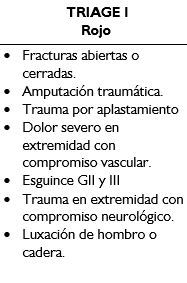 TRIAGE I
Rojo
• Fracturas abiertas o
cerradas.
• Amputación traumática.
• Trauma por aplastamiento
• Dolor severo en
extremidad con
compromiso vascular.
• Esguince GII y III
• Trauma en extremidad con
compromiso neurológico.
• Luxación de hombro o
cadera.